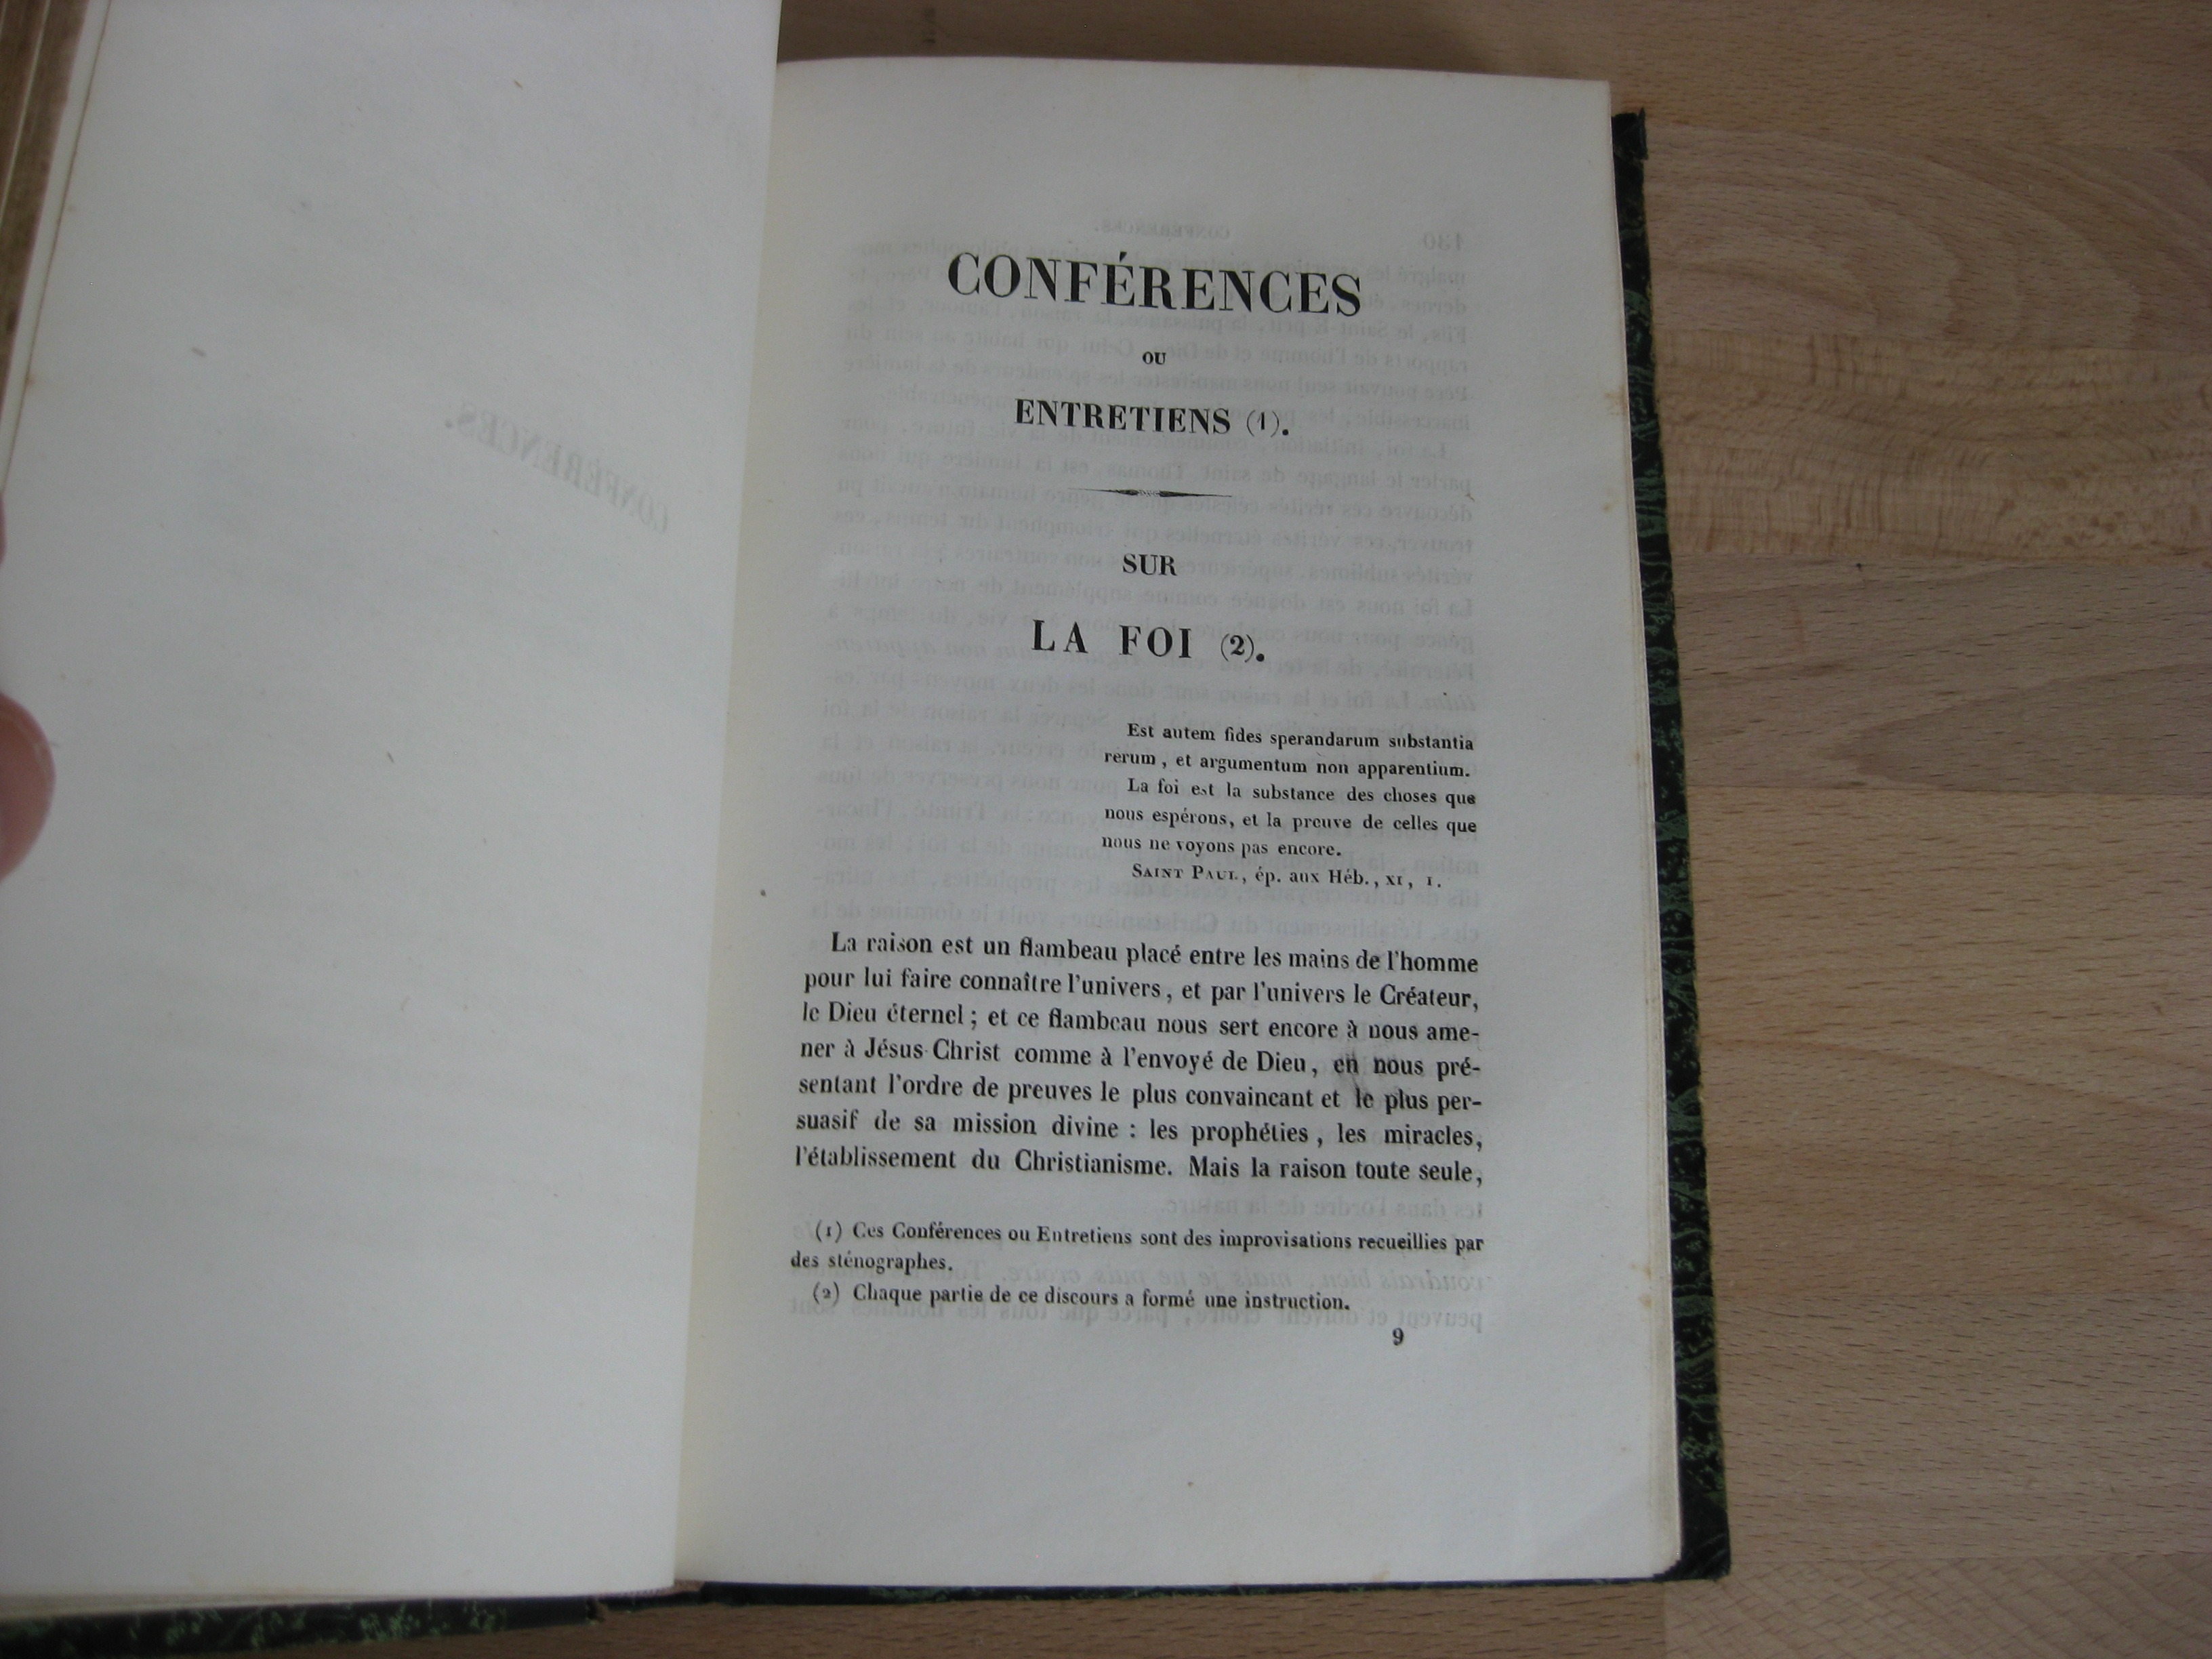 CONFÉRENCES.
CONFÉRENCES
OU
ENTRETIENS (1).
SUR
LA FOI (2).
Est autem fides sperandarum substantia
rerum, et argumentum non apparentium.
La foi est la substance des choses que
nous espérons, et la preuve de celles que
nous ne voyons pas encore.
SAINT PAUL, ép. aux Héb., XI, 1.
La raison est un flambeau placé entre les mains de l'homme
pour lui faire connaître l'univers, et par l'univers le Créateur,
le Dieu éternel; et ce flambeau nous sert encore à nous ame-
ner à Jésus-Christ comme à l'envoyé de Dieu, en nous pré-
sentant l'ordre de preuves le plus convaincant et le plus per-
suasif de sa mission divine : les prophéties, les miracles,
l'établissement du Christianisme. Mais la raison toute seule,
(1) Ces Conférences ou Entretiens sont des improvisations recueillies par
des sténographes.
(2) Chaque partie de ce discours a formé une instruction.
9